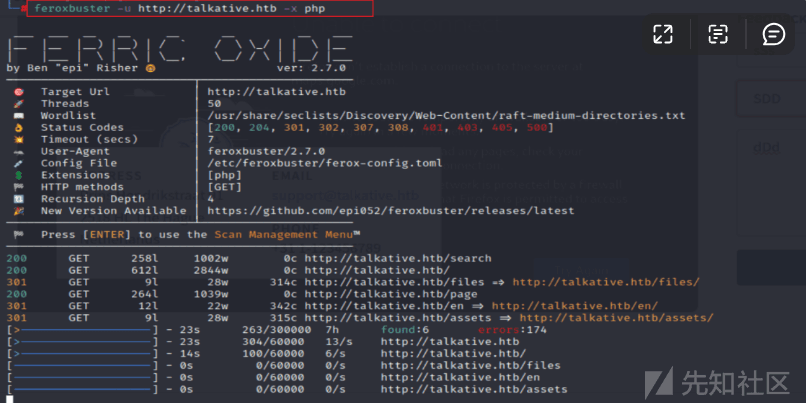 # feroxbuster -u http://talkative.htb -x php
FERRIC OXIDE
by Ben "epi" Risher 🤓 ver: 2.7.0
🎯 Target Url │ http://talkative.htb
🚀 Threads │ 50
📖 Wordlist │ /usr/share/seclists/Discovery/Web-Content/raft-medium-directories.txt
👌 Status Codes │ [200, 204, 301, 302, 307, 308, 401, 403, 405, 500]
💥 Timeout (secs) │ 7
🦡 User-Agent │ feroxbuster/2.7.0
💉 Config File │ /etc/feroxbuster/ferox-config.toml
💲 Extensions │ [php]
🏁 HTTP methods │ [GET]
🔃 Recursion Depth │ 4
🎉 New Version Available │ https://github.com/epi052/feroxbuster/releases/latest
🏁 Press [ENTER] to use the Scan Management Menu™
200 GET 258l 1002w 0c http://talkative.htb/search
200 GET 612l 2844w 0c http://talkative.htb/
301 GET 9l 28w 314c http://talkative.htb/files => http://talkative.htb/files/
200 GET 264l 1039w 0c http://talkative.htb/page
301 GET 12l 22w 342c http://talkative.htb/en => http://talkative.htb/en/
301 GET 9l 28w 315c http://talkative.htb/assets => http://talkative.htb/assets/
[>-------------------] - 23s 263/300000 7h found:6 errors:174
[>-------------------] - 23s 304/60000 13/s http://talkative.htb
[>-------------------] - 14s 100/60000 6/s http://talkative.htb/
[--------------------] - 0s 0/60000 0/s http://talkative.htb/files
[--------------------] - 0s 0/60000 0/s http://talkative.htb/en
[--------------------] - 0s 0/60000 0/s http://talkative.htb/assets
SDD
dDd
EMAIL
先知社区